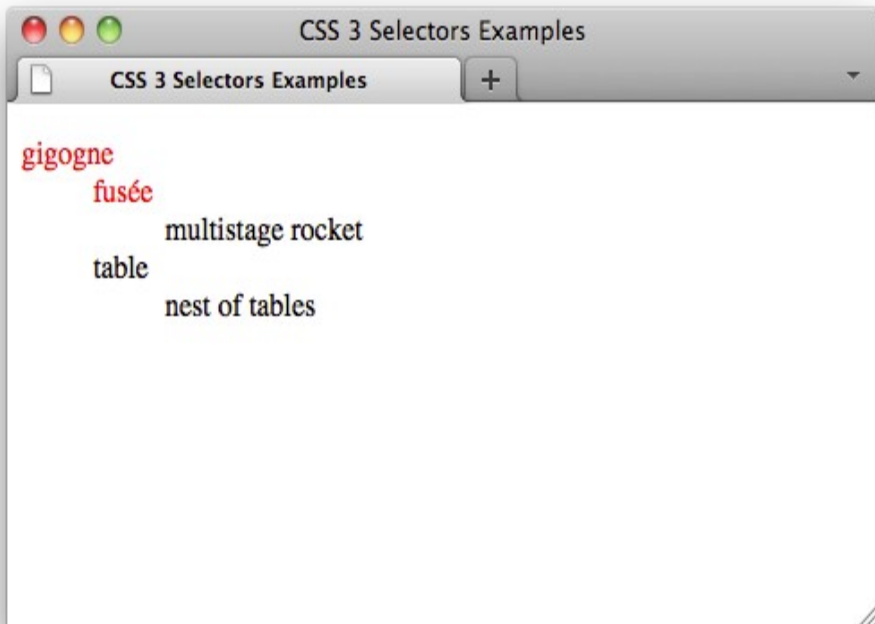 CSS 3 Selectors Examples
CSS 3 Selectors Examples +
gigogne
fusée
multistage rocket
table
nest of tables